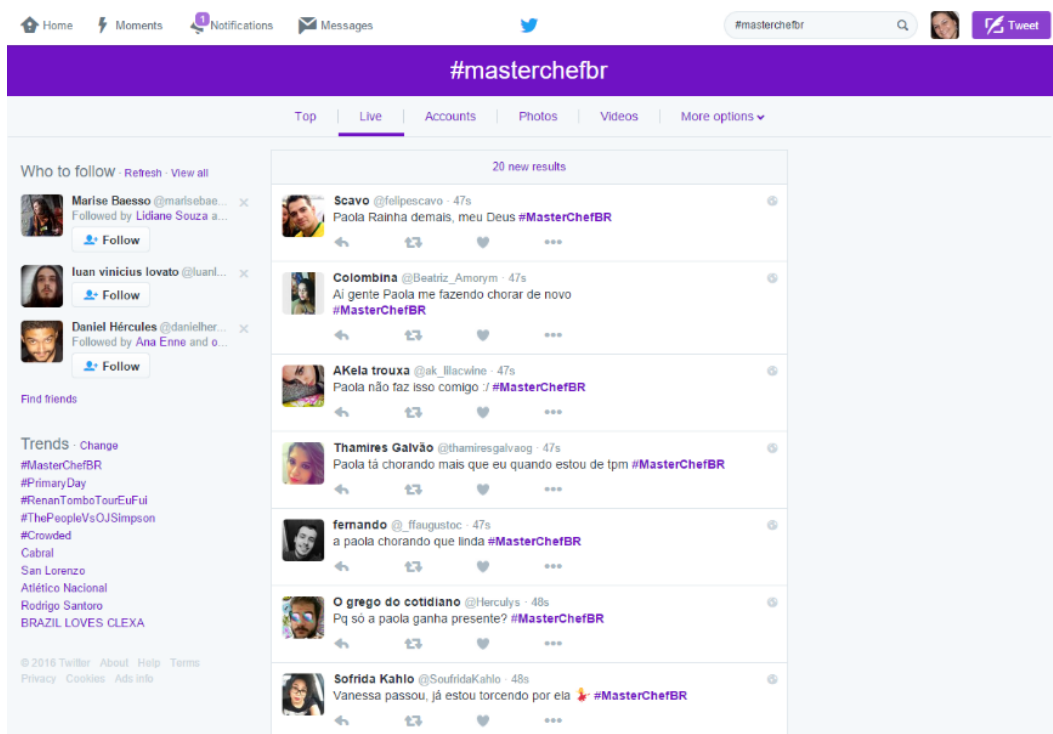 Home Moments 1 Notifications Messages #masterchefbr Tweet
#masterchefbr
Top Live Accounts Photos Videos More options
Who to follow · Refresh · View all
Marise Baesso @marisebae...
Followed by Lidiane Souza a...
Follow
luan vinicius lovato @luanl...
Follow
Daniel Hércules @danielher...
Followed by Ana Enne and o...
Follow
Find friends
Trends · Change
#MasterChefBR
#PrimaryDay
#RenanTomboTourEuFui
#ThePeopleVsOJSimpson
#Crowded
Cabral
San Lorenzo
Atlético Nacional
Rodrigo Santoro
BRAZIL LOVES CLEXA
© 2016 Twitter About Help Terms
Privacy Cookies Ads info
20 new results
Scavo @felipescavo · 47s
Paola Rainha demais, meu Deus #MasterChefBR
Colombina @Beatriz_Amorym · 47s
Ai gente Paola me fazendo chorar de novo
#MasterChefBR
AKela trouxa @ak_lilacwine · 47s
Paola não faz isso comigo :/ #MasterChefBR
Thamires Galvão @thamiresgalvaog · 47s
Paola tá chorando mais que eu quando estou de tpm #MasterChefBR
fernando @_ffaugustoc · 47s
a paola chorando que linda #MasterChefBR
O grego do cotidiano @Herculys · 48s
Pq só a paola ganha presente? #MasterChefBR
Sofrida Kahlo @SoufridaKahlo · 48s
Vanessa passou, já estou torcendo por ela 💃 #MasterChefBR